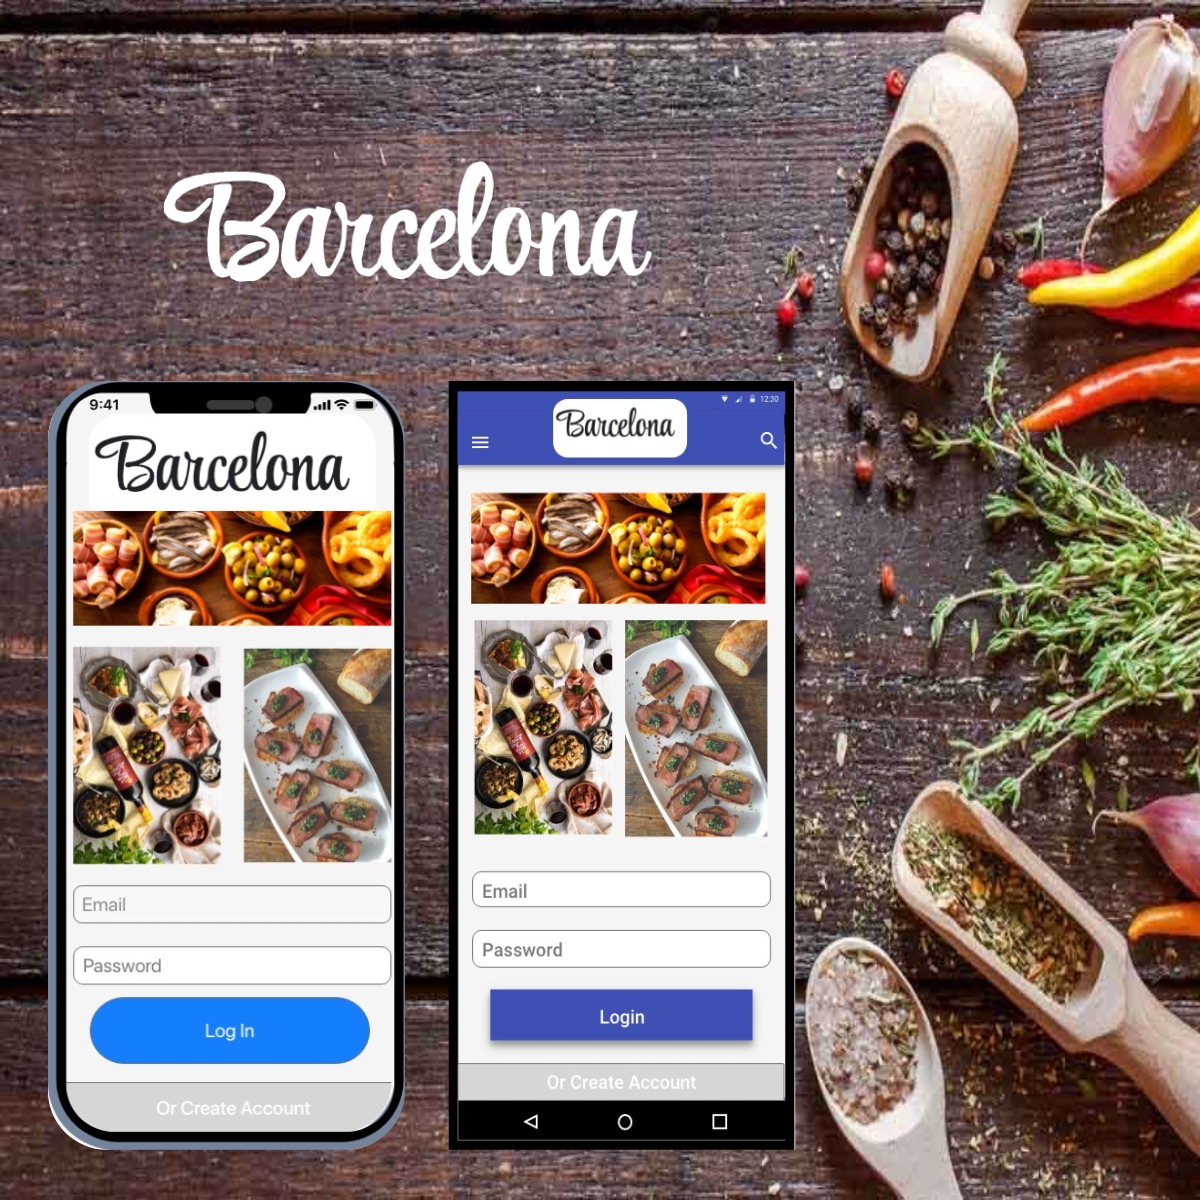 Barcelona
9:41
Barcelona
Email
Password
Log In
Or Create Account
12:30
Barcelona
Email
Password
Login
Or Create Account